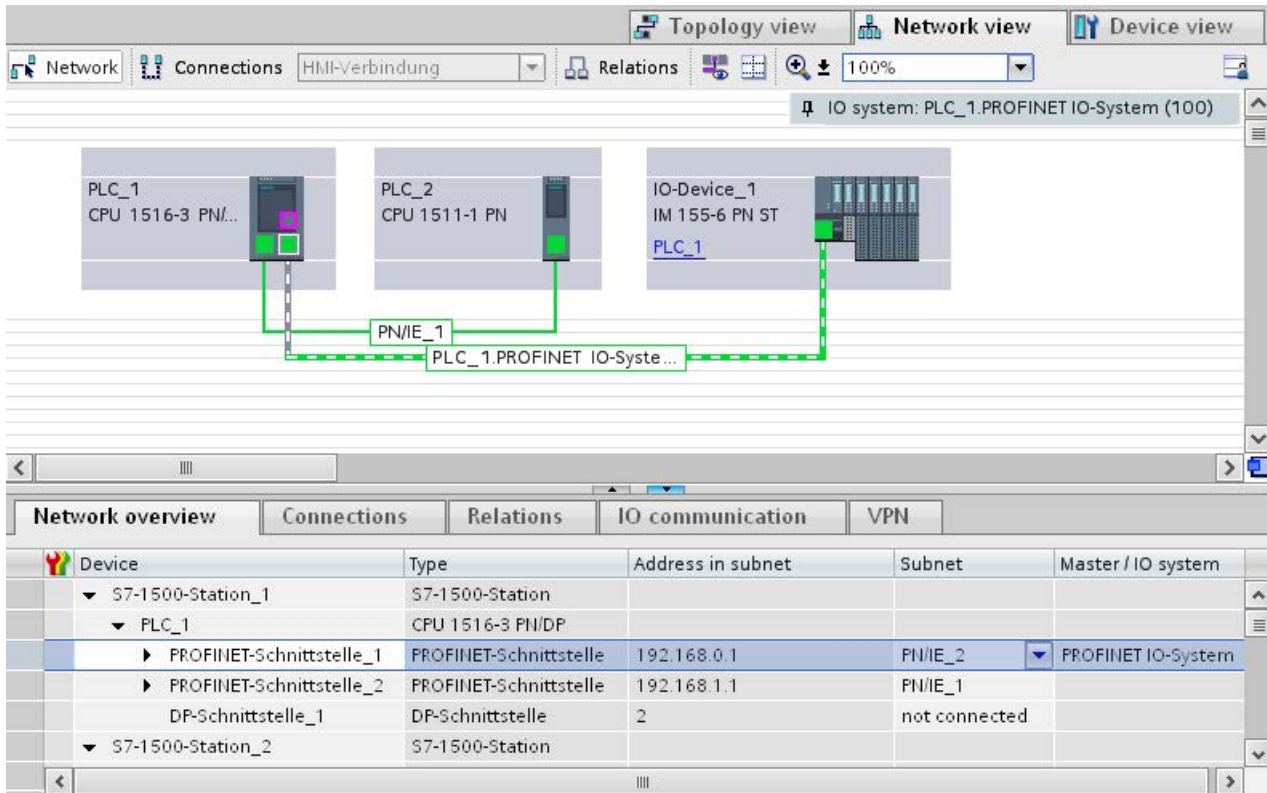 Topology view Network view Device view
Network Connections HMI-Verbindung Relations 100%
IO system: PLC_1.PROFINET IO-System (100)
PLC_1
CPU 1516-3 PN/...
PLC_2
CPU 1511-1 PN
IO-Device_1
IM 155-6 PN ST
PLC_1
PN/IE_1
PLC_1.PROFINET IO-Syste...
Network overview Connections Relations IO communication VPN
Device Type Address in subnet Subnet Master / IO system
S7-1500-Station_1 S7-1500-Station
PLC_1 CPU 1516-3 PN/DP
PROFINET-Schnittstelle_1 PROFINET-Schnittstelle 192.168.0.1 PN/IE_2 PROFINET IO-System
PROFINET-Schnittstelle_2 PROFINET-Schnittstelle 192.168.1.1 PN/IE_1
DP-Schnittstelle_1 DP-Schnittstelle 2 not connected
S7-1500-Station_2 S7-1500-Station